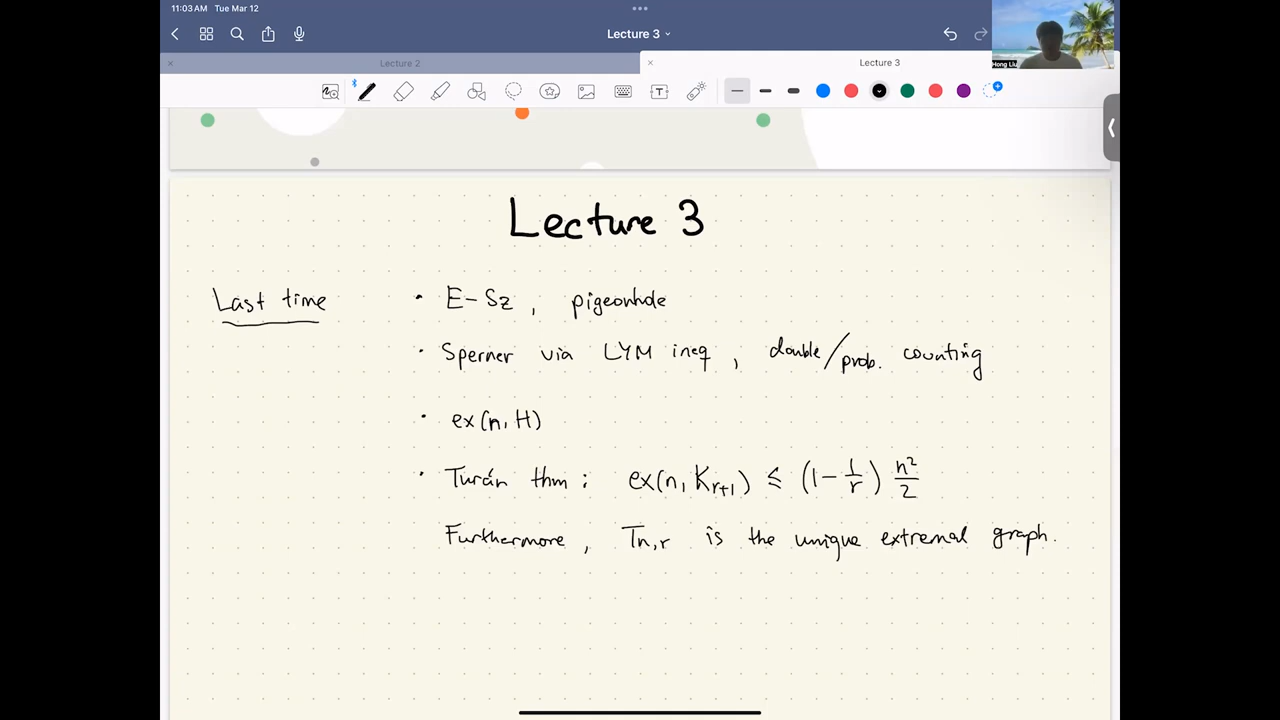 11:03 AM Tue Mar 12
Lecture 3
Hong Liu
Lecture 2
Lecture 3
T
Lecture 3
Last time
· E-Sz, pigeonhole
· Sperner via LYM ineq, double/prob. counting
· ex(n, H)
· Turán thm: ex(n, K_{r+1}) ≤ (1 - 1/r) n²/2
Furthermore, T_{n,r} is the unique extremal graph.